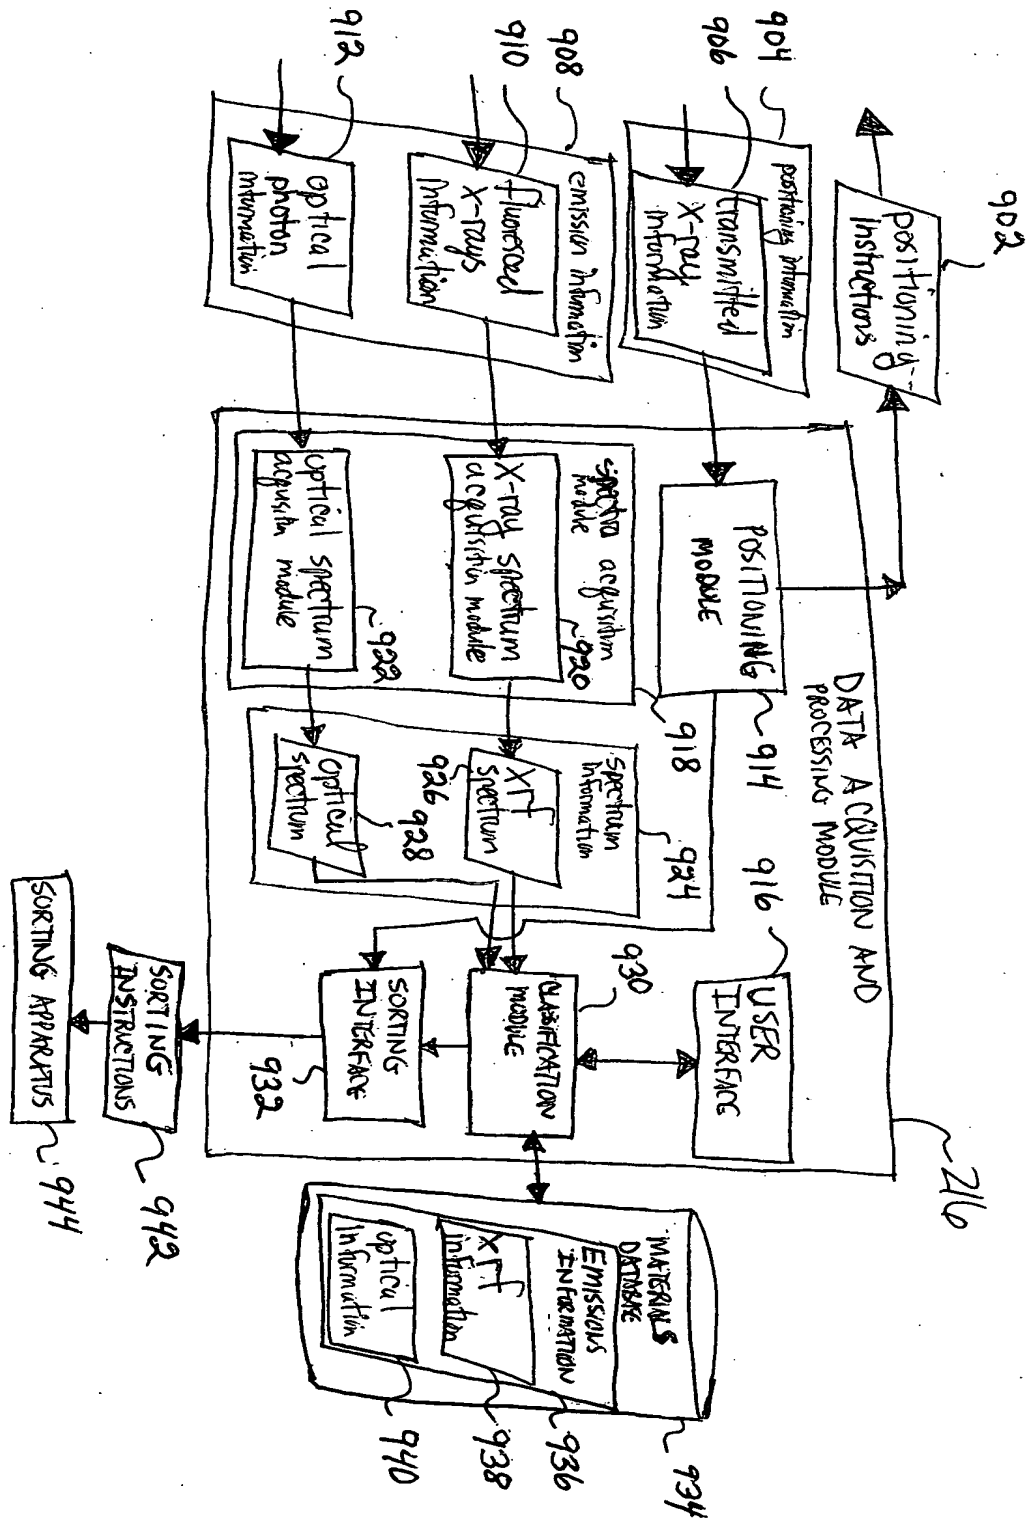 902
positioning
instructions
904
906
positioning information
transmitted
X-ray
information
908
910
emission information
fluoresced
X-rays
information
912
optical
photon
information
DATA ACQUISITION AND
PROCESSING MODULE
216
POSITIONING
MODULE
914
916
USER
INTERFACE
spectra acquisition
module
918
X-ray spectrum
acquisition module
920
optical spectrum
acquisition module
922
spectrum
information
924
XRF
spectrum
926
optical
spectrum
928
930
CLASSIFICATION
MODULE
SORTING
INTERFACE
932
MATERIALS
DATABASE
934
EMISSIONS
INFORMATION
936
XRF
information
938
optical
information
940
SORTING
INSTRUCTIONS
942
SORTING APPARATUS
944